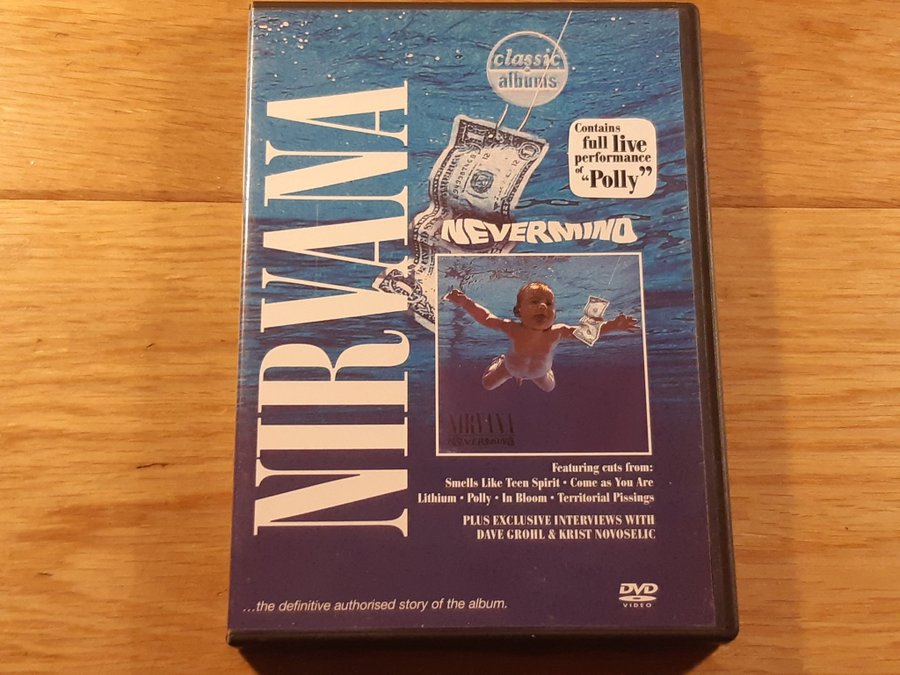 NIRVANA
classic
albums
Contains
full live
performance
of "Polly"
NEVERMIND
NIRVANA
NEVERMIND
Featuring cuts from:
Smells Like Teen Spirit • Come as You Are
Lithium • Polly • In Bloom • Territorial Pissings
PLUS EXCLUSIVE INTERVIEWS WITH
DAVE GROHL & KRIST NOVOSELIC
...the definitive authorised story of the album.
DVD
VIDEO